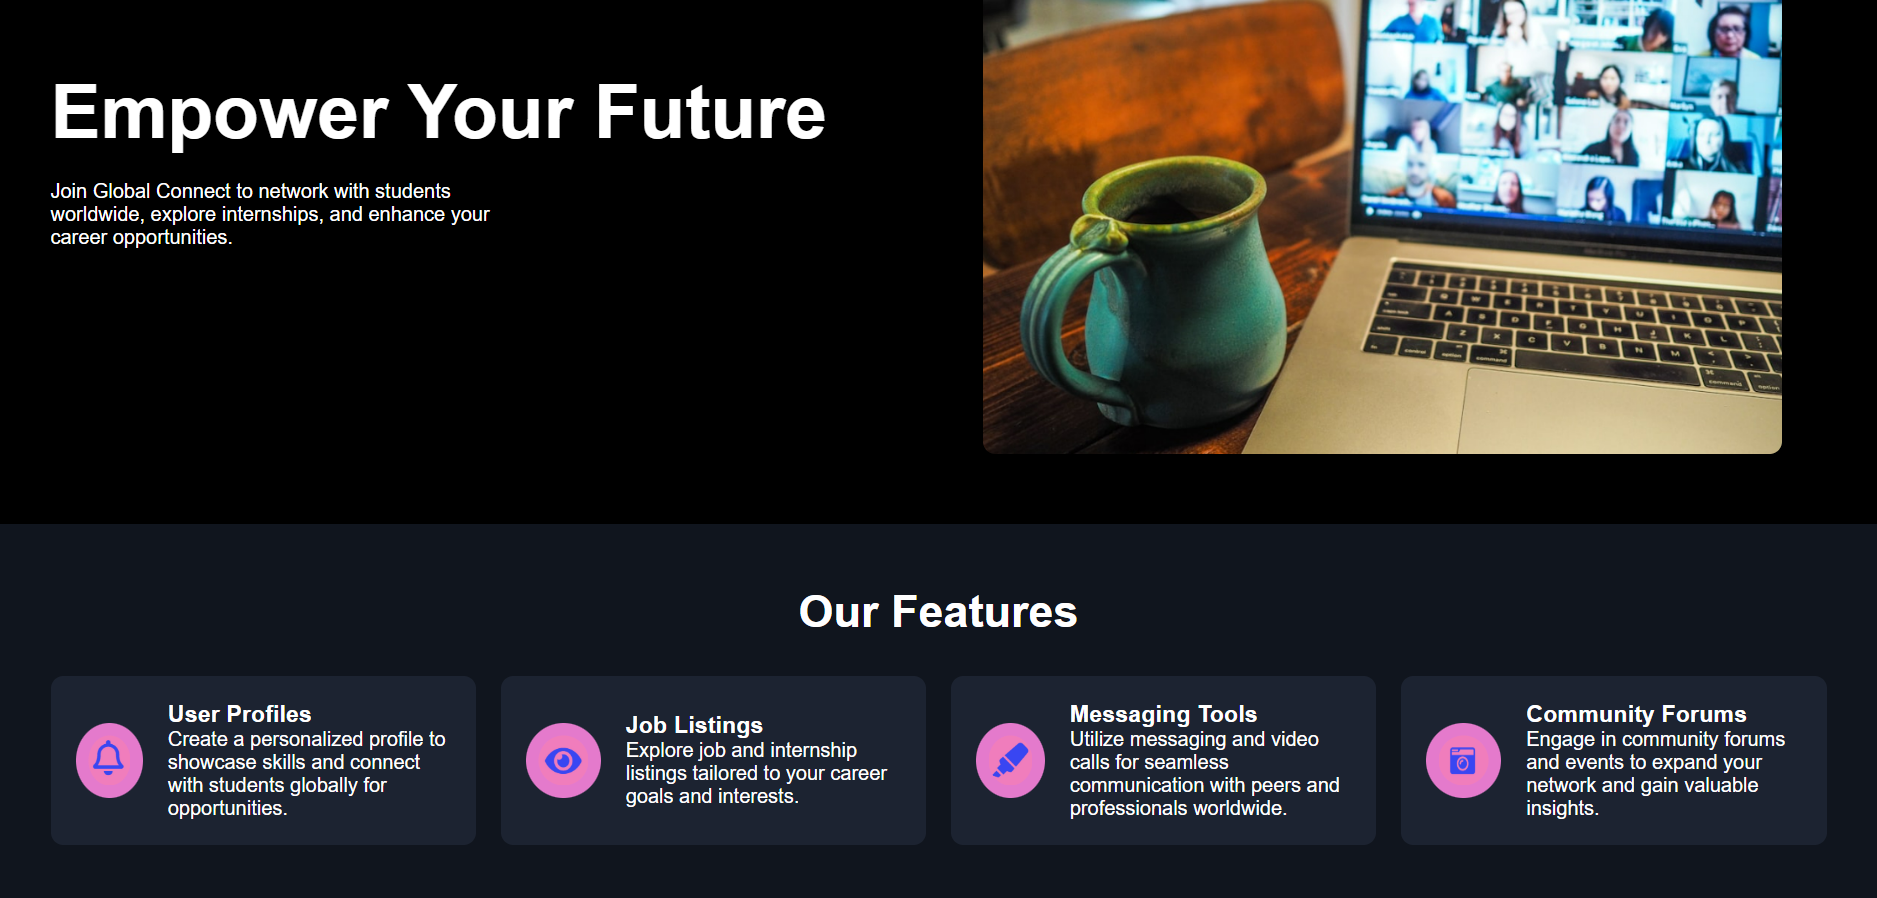 Empower Your Future
Join Global Connect to network with students
worldwide, explore internships, and enhance your
career opportunities.
Our Features
User Profiles
Create a personalized profile to
showcase skills and connect
with students globally for
opportunities.
Job Listings
Explore job and internship
listings tailored to your career
goals and interests.
Messaging Tools
Utilize messaging and video
calls for seamless
communication with peers and
professionals worldwide.
Community Forums
Engage in community forums
and events to expand your
network and gain valuable
insights.